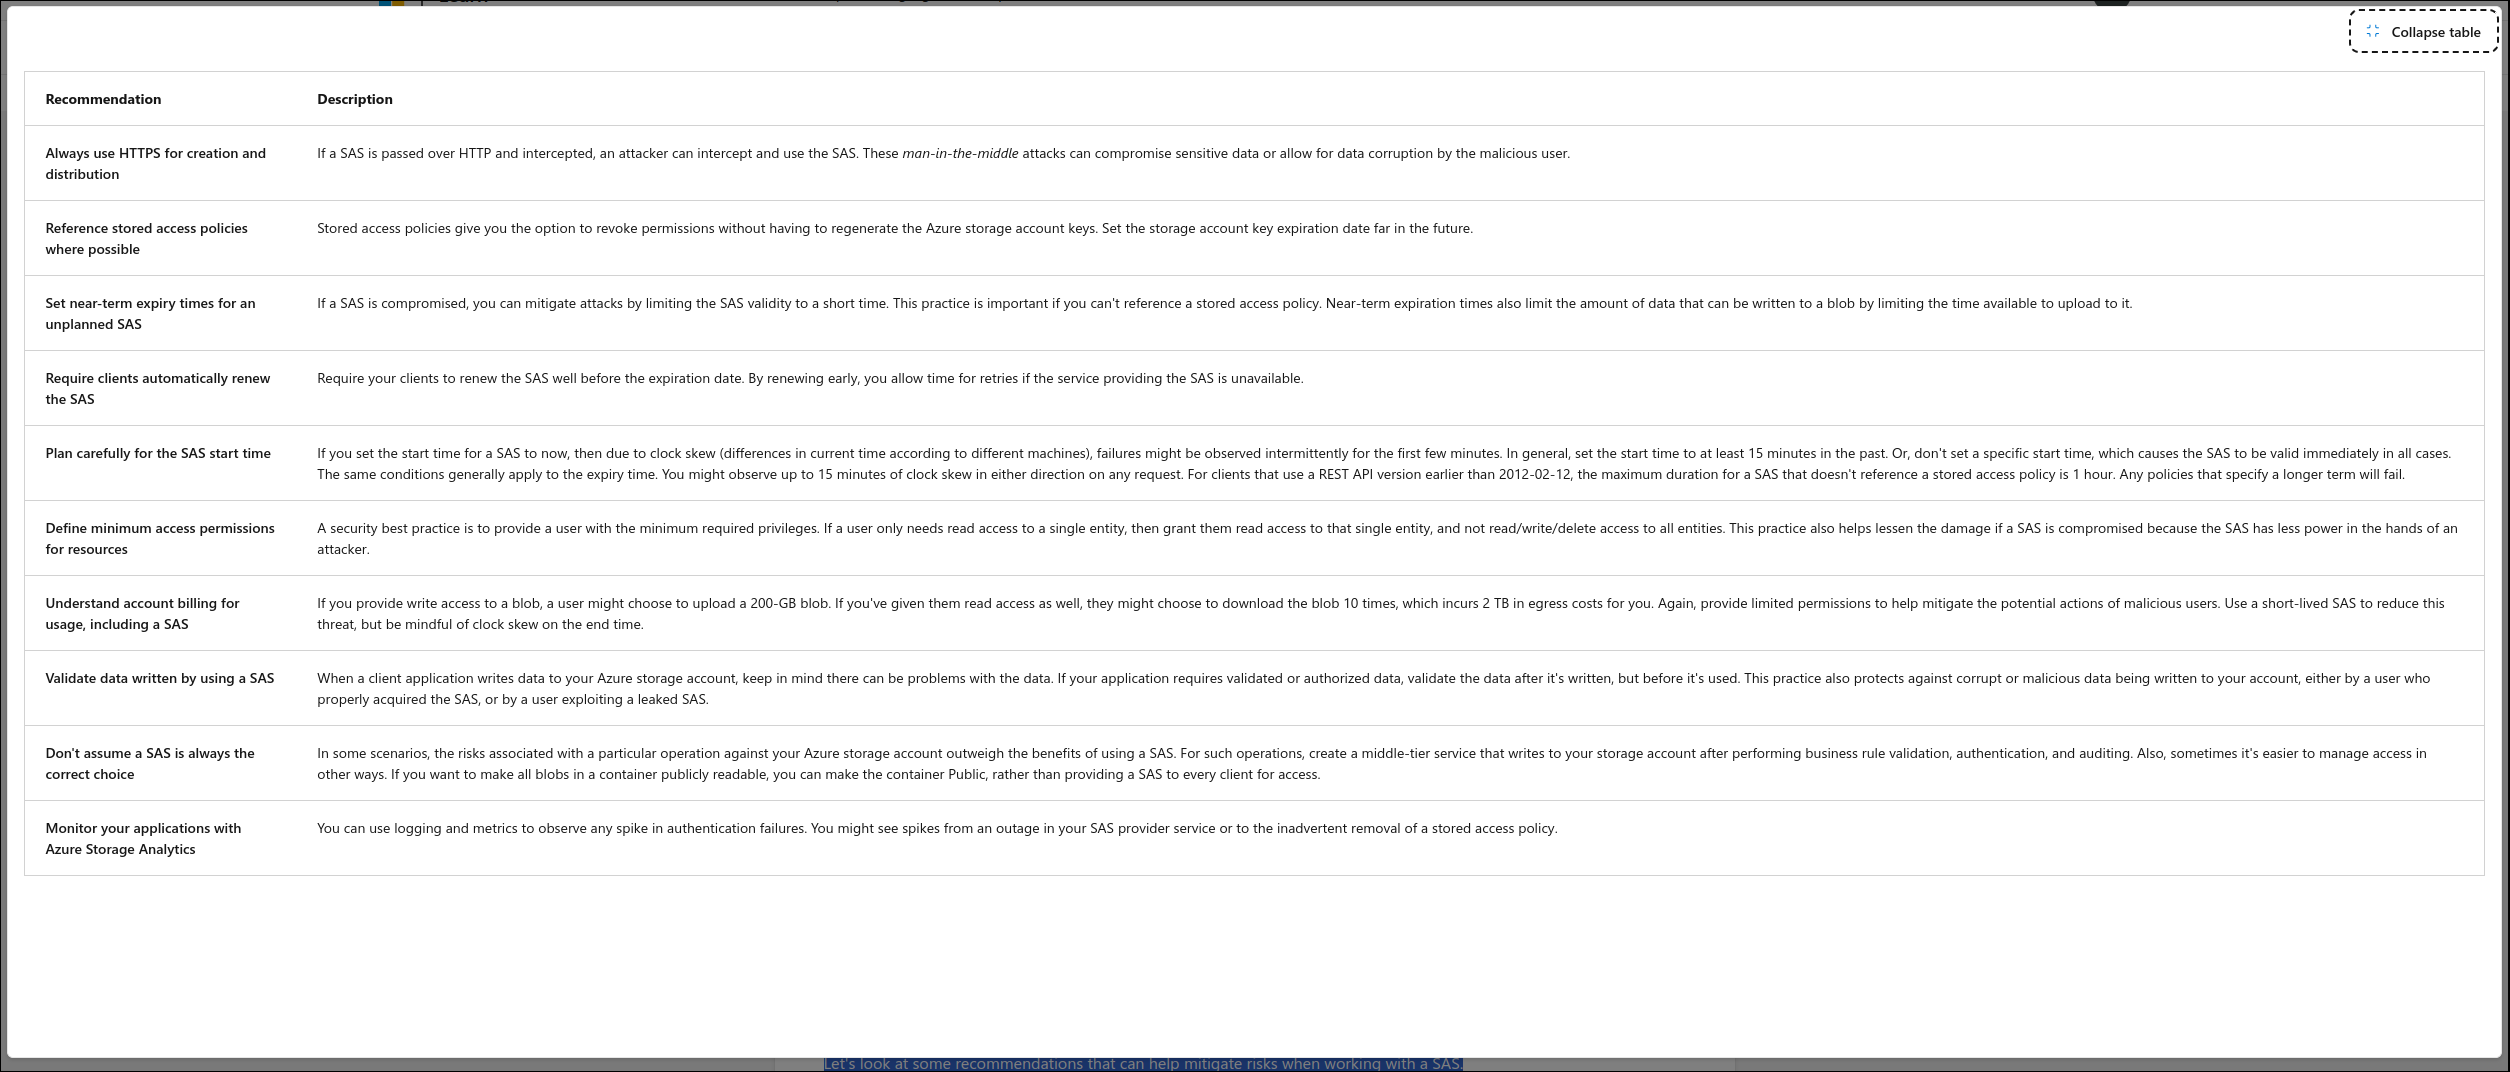 Collapse table
Recommendation
Description
Always use HTTPS for creation and
distribution
If a SAS is passed over HTTP and intercepted, an attacker can intercept and use the SAS. These man-in-the-middle attacks can compromise sensitive data or allow for data corruption by the malicious user.
Reference stored access policies
where possible
Stored access policies give you the option to revoke permissions without having to regenerate the Azure storage account keys. Set the storage account key expiration date far in the future.
Set near-term expiry times for an
unplanned SAS
If a SAS is compromised, you can mitigate attacks by limiting the SAS validity to a short time. This practice is important if you can't reference a stored access policy. Near-term expiration times also limit the amount of data that can be written to a blob by limiting the time available to upload to it.
Require clients automatically renew
the SAS
Require your clients to renew the SAS well before the expiration date. By renewing early, you allow time for retries if the service providing the SAS is unavailable.
Plan carefully for the SAS start time
If you set the start time for a SAS to now, then due to clock skew (differences in current time according to different machines), failures might be observed intermittently for the first few minutes. In general, set the start time to at least 15 minutes in the past. Or, don't set a specific start time, which causes the SAS to be valid immediately in all cases.
The same conditions generally apply to the expiry time. You might observe up to 15 minutes of clock skew in either direction on any request. For clients that use a REST API version earlier than 2012-02-12, the maximum duration for a SAS that doesn't reference a stored access policy is 1 hour. Any policies that specify a longer term will fail.
Define minimum access permissions
for resources
A security best practice is to provide a user with the minimum required privileges. If a user only needs read access to a single entity, then grant them read access to that single entity, and not read/write/delete access to all entities. This practice also helps lessen the damage if a SAS is compromised because the SAS has less power in the hands of an
attacker.
Understand account billing for
usage, including a SAS
If you provide write access to a blob, a user might choose to upload a 200-GB blob. If you've given them read access as well, they might choose to download the blob 10 times, which incurs 2 TB in egress costs for you. Again, provide limited permissions to help mitigate the potential actions of malicious users. Use a short-lived SAS to reduce this
threat, but be mindful of clock skew on the end time.
Validate data written by using a SAS
When a client application writes data to your Azure storage account, keep in mind there can be problems with the data. If your application requires validated or authorized data, validate the data after it's written, but before it's used. This practice also protects against corrupt or malicious data being written to your account, either by a user who
properly acquired the SAS, or by a user exploiting a leaked SAS.
Don't assume a SAS is always the
correct choice
In some scenarios, the risks associated with a particular operation against your Azure storage account outweigh the benefits of using a SAS. For such operations, create a middle-tier service that writes to your storage account after performing business rule validation, authentication, and auditing. Also, sometimes it's easier to manage access in
other ways. If you want to make all blobs in a container publicly readable, you can make the container Public, rather than providing a SAS to every client for access.
Monitor your applications with
Azure Storage Analytics
You can use logging and metrics to observe any spike in authentication failures. You might see spikes from an outage in your SAS provider service or to the inadvertent removal of a stored access policy.
Let's look at some recommendations that can help mitigate risks when working with a SAS.